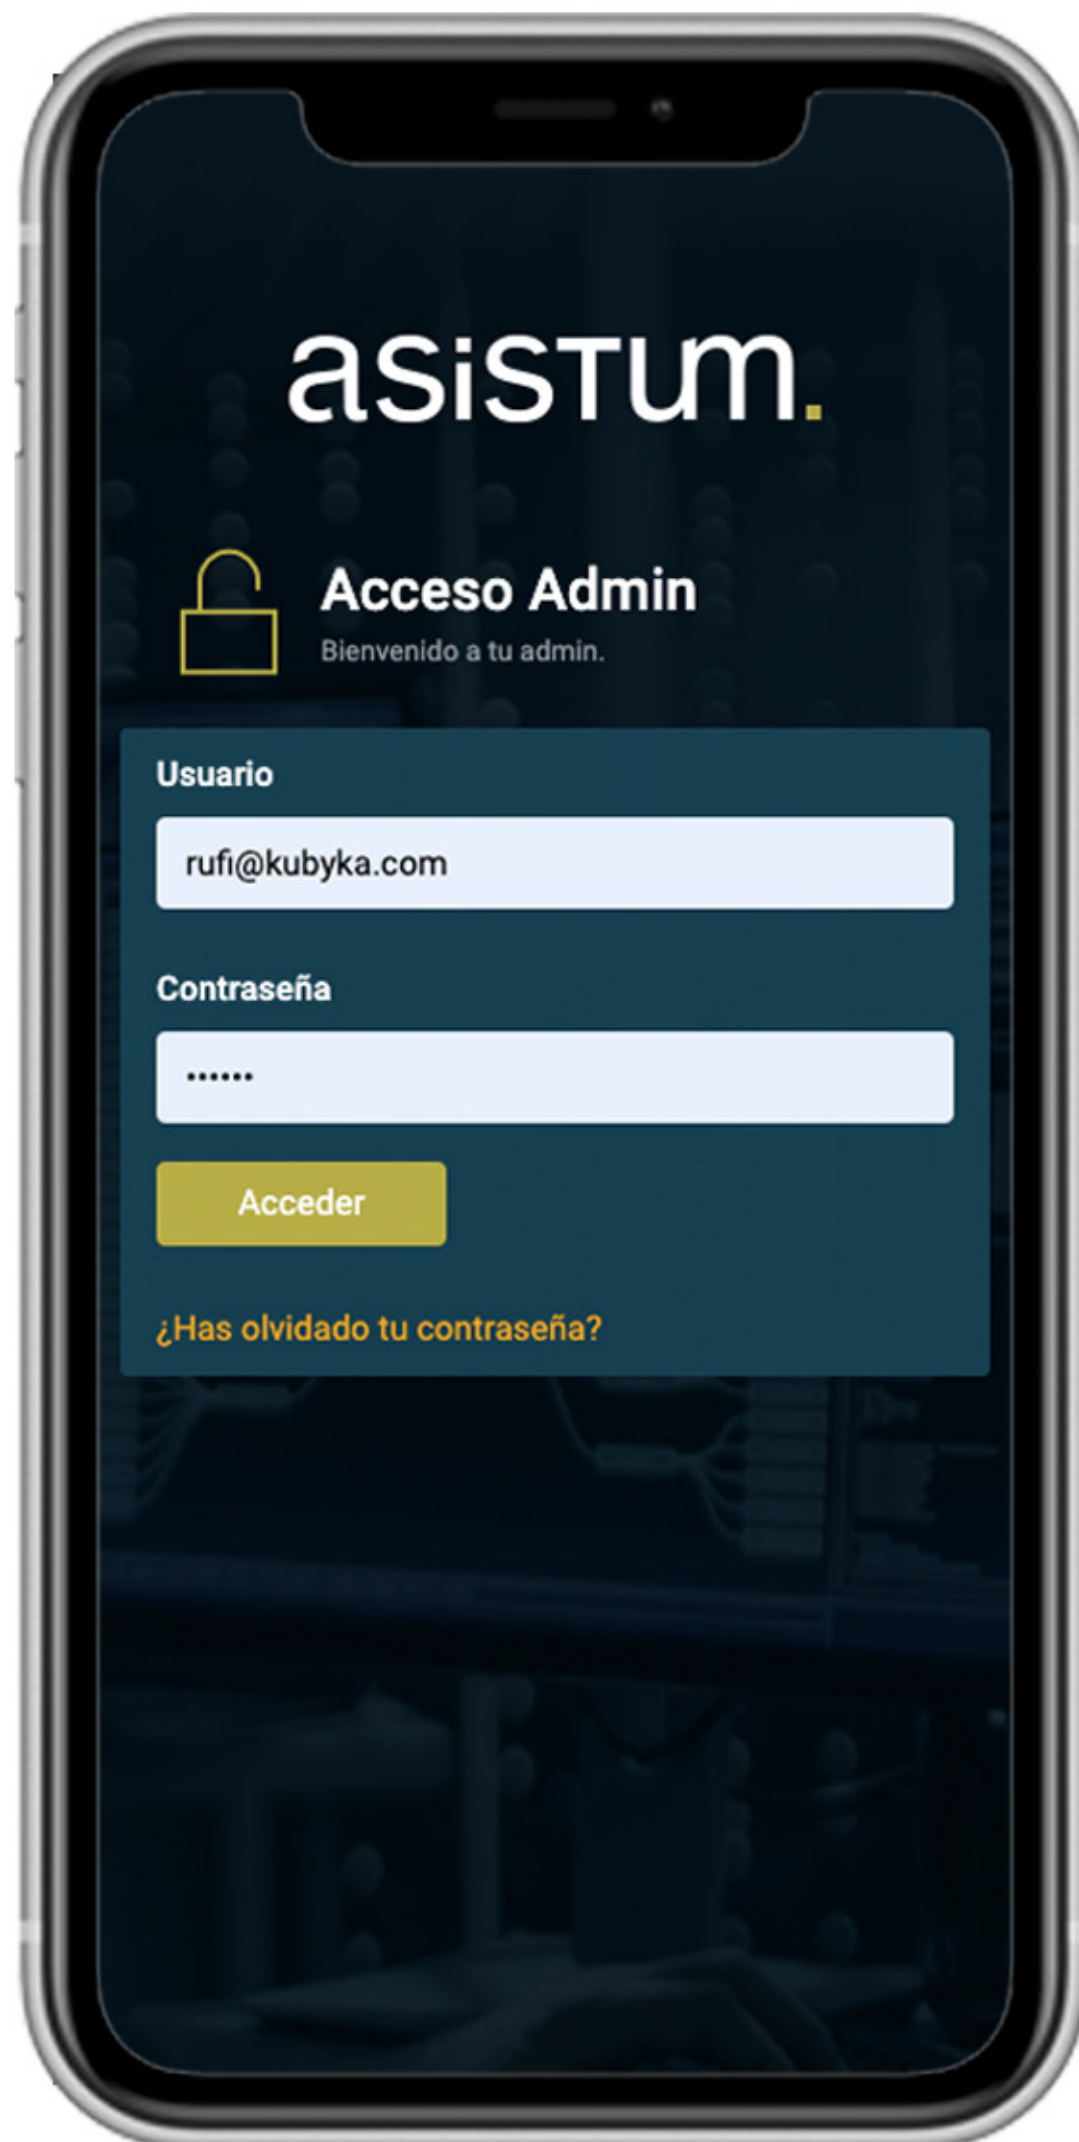 asistum.
Acceso Admin
Bienvenido a tu admin.
Usuario
rufi@kubyka.com
Contraseña
••••••
Acceder
¿Has olvidado tu contraseña?